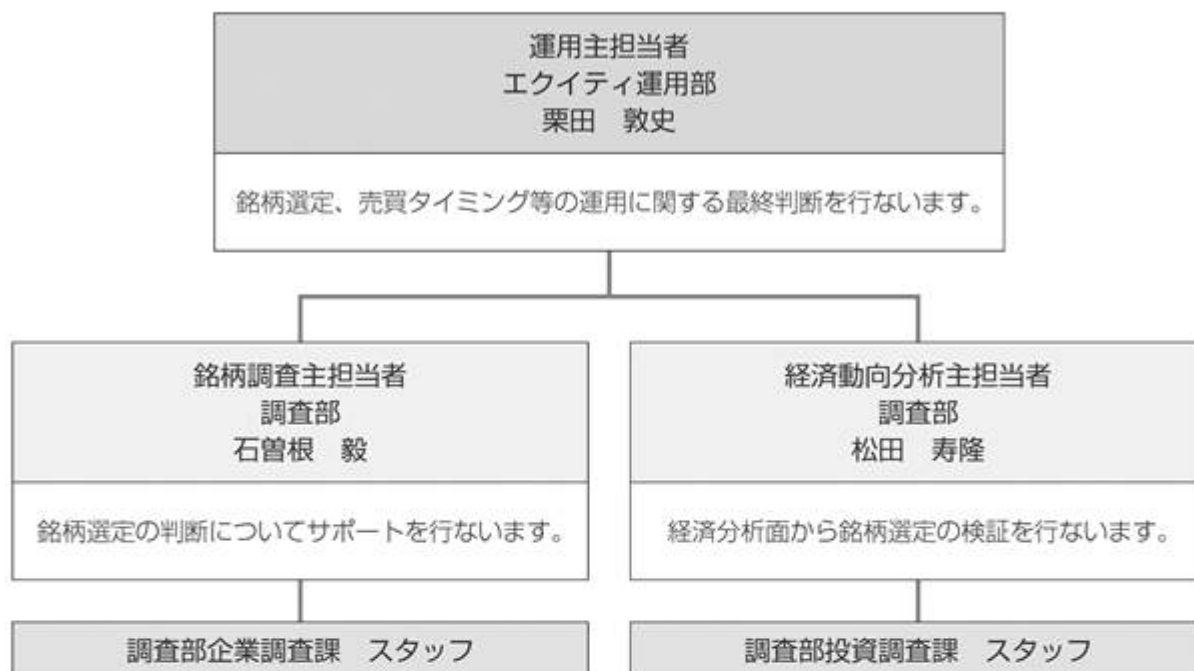 運用主担当者
エクイティ運用部
栗田　敦史
銘柄選定、売買タイミング等の運用に関する最終判断を行ないます。
銘柄調査主担当者
調査部
石曽根　毅
銘柄選定の判断についてサポートを行ないます。
調査部企業調査課　スタッフ
経済動向分析主担当者
調査部
松田　寿隆
経済分析面から銘柄選定の検証を行ないます。
調査部投資調査課　スタッフ